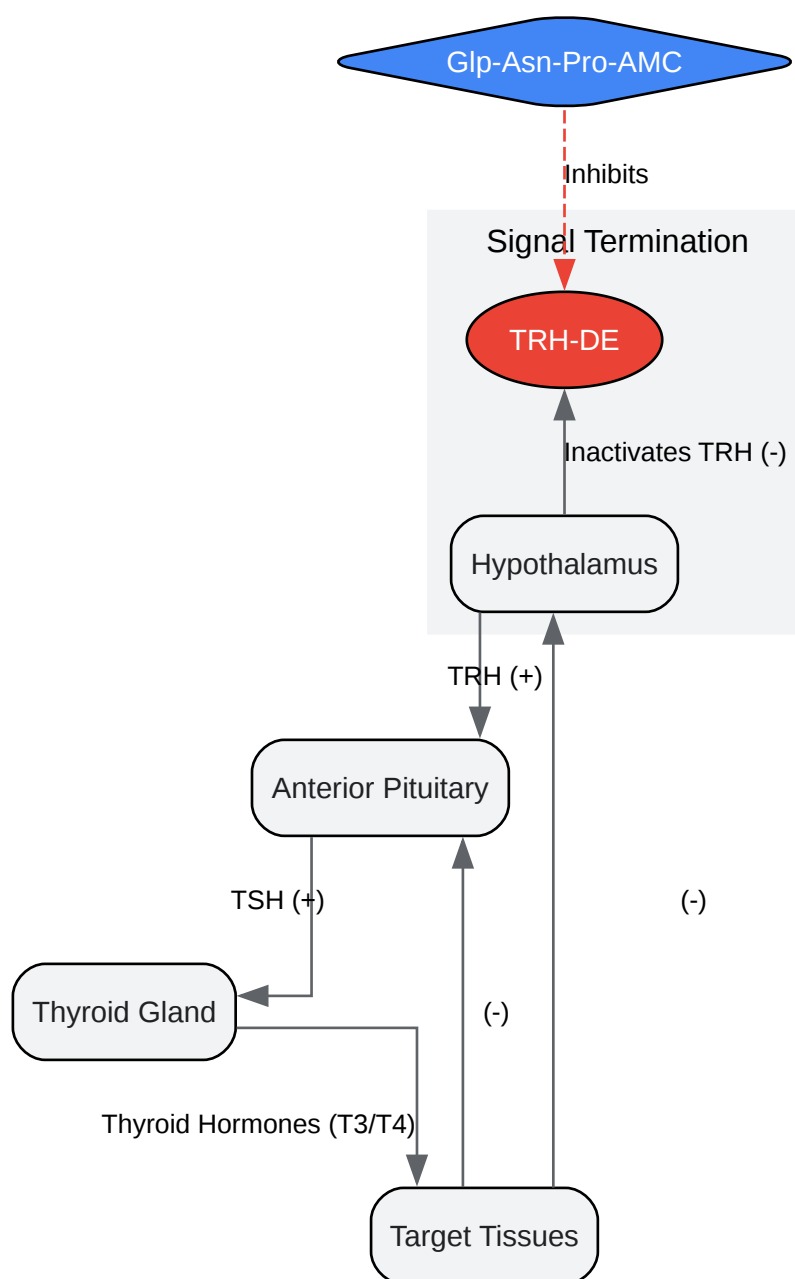 Glp-Asn-Pro-AMC
Inhibits
Signal Termination
TRH-DE
Inactivates TRH (-)
Hypothalamus
TRH (+)
Anterior Pituitary
TSH (+)
(-)
Thyroid Gland
(-)
Thyroid Hormones (T3/T4)
Target Tissues